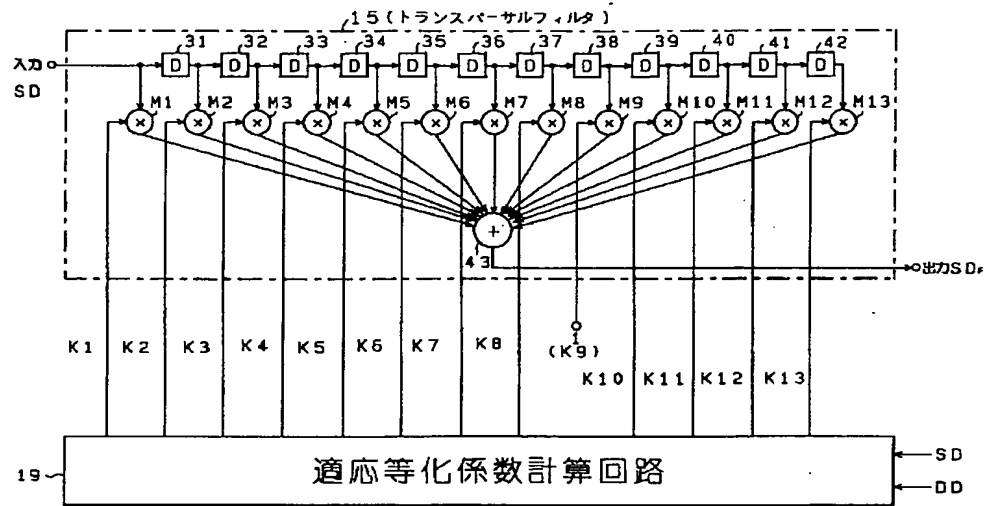 15(トランスバーサルフィルタ)
31 32 33 34 35 36 37 38 39 40 41 42
入力
SD
D D D D D D D D D D D D
M1 M2 M3 M4 M5 M6 M7 M8 M9 M10 M11 M12 M13
× × × × × × × × × × × × ×
+
43
出力SDF
K1 K2 K3 K4 K5 K6 K7 K8
1
(K9)
K10 K11 K12 K13
19
適応等化係数計算回路
SD
DD